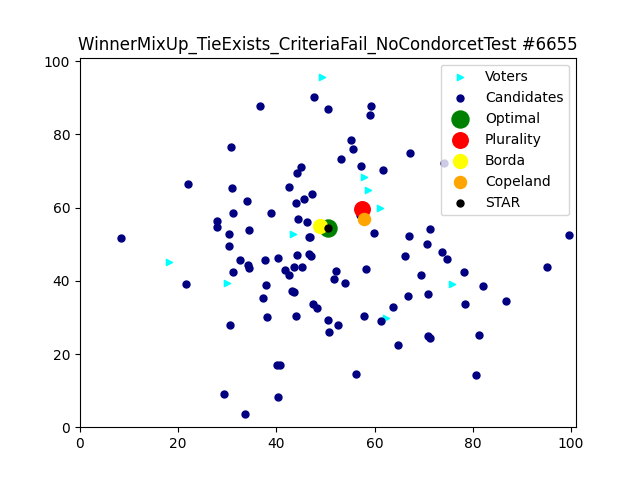 WinnerMixUp_TieExists_CriteriaFail_NoCondorcetTest #6655
Voters
Candidates
Optimal
Plurality
Borda
Copeland
STAR
100
80
60
40
20
0
0 20 40 60 80 100